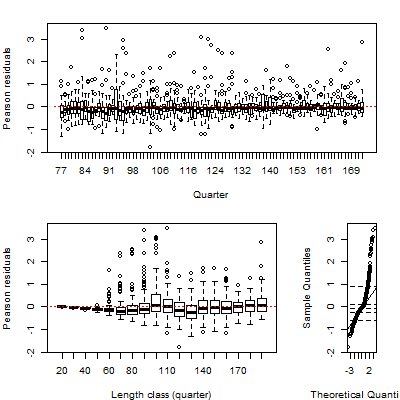 Pearson residuals
3
2
1
0
-1
-2
77 84 91 98 106 116 124 132 140 153 161 169
Quarter
Pearson residuals
3
2
1
0
-1
-2
20 40 60 80 110 140 170
Length class (quarter)
Sample Quantiles
3
2
1
0
-1
-2
-3 2
Theoretical Quanti